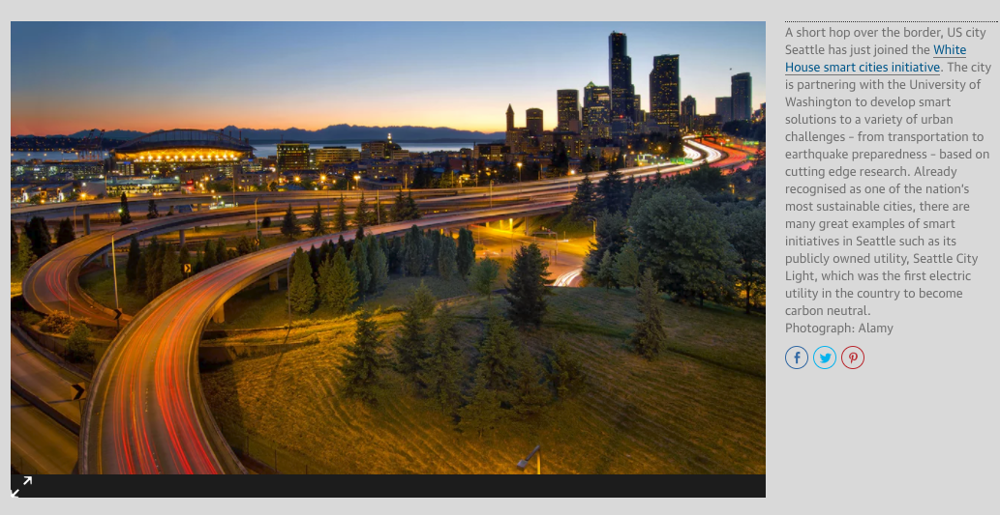 A short hop over the border, US city
Seattle has just joined the White
House smart cities initiative. The city
is partnering with the University of
Washington to develop smart
solutions to a variety of urban
challenges – from transportation to
earthquake preparedness – based on
cutting edge research. Already
recognised as one of the nation’s
most sustainable cities, there are
many great examples of smart
initiatives in Seattle such as its
publicly owned utility, Seattle City
Light, which was the first electric
utility in the country to become
carbon neutral.
Photograph: Alamy